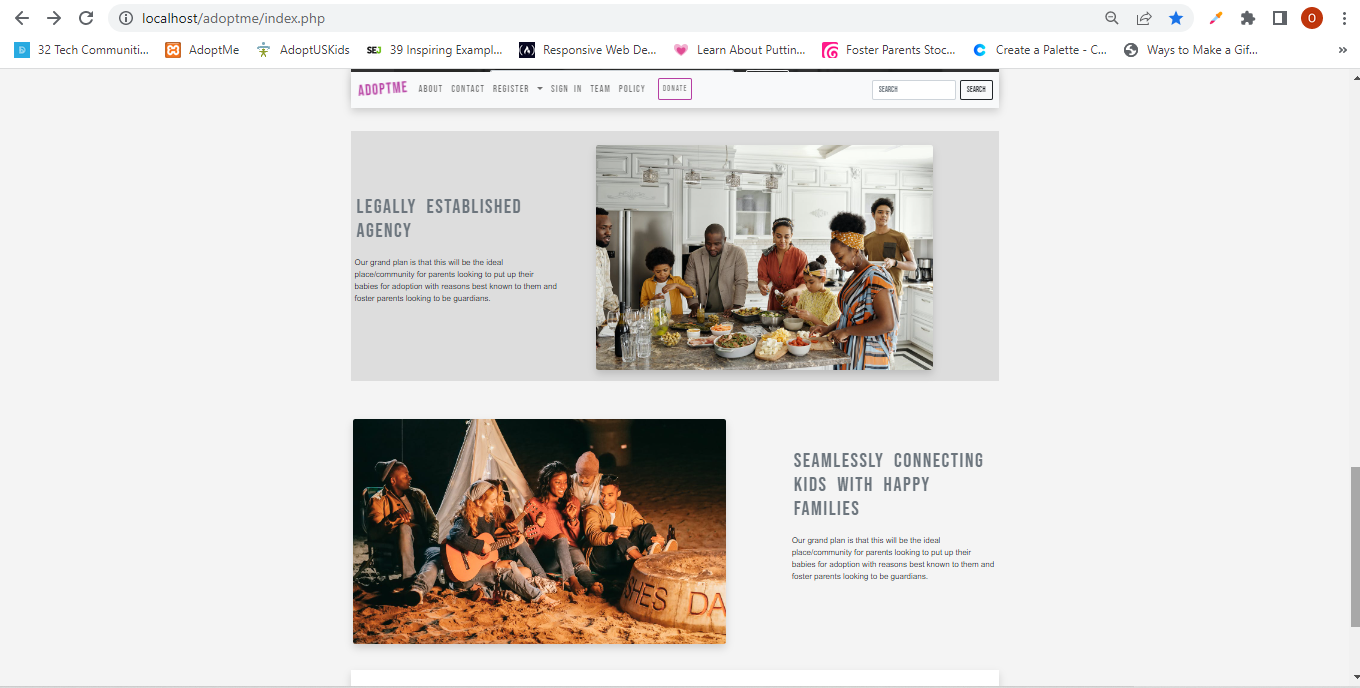 localhost/adoptme/index.php
O
32 Tech Communiti...
AdoptMe
AdoptUSKids
SEJ
39 Inspiring Exampl...
Responsive Web De...
Learn About Puttin...
Foster Parents Stoc...
Create a Palette - C...
Ways to Make a Gif...
»
ADOPTME ABOUT CONTACT REGISTER SIGN IN TEAM POLICY DONATE SEARCH SEARCH
LEGALLY ESTABLISHED
AGENCY
Our grand plan is that this will be the ideal
place/community for parents looking to put up their
babies for adoption with reasons best known to them and
foster parents looking to be guardians.
SHES DA
SEAMLESSLY CONNECTING
KIDS WITH HAPPY
FAMILIES
Our grand plan is that this will be the ideal
place/community for parents looking to put up their
babies for adoption with reasons best known to them and
foster parents looking to be guardians.